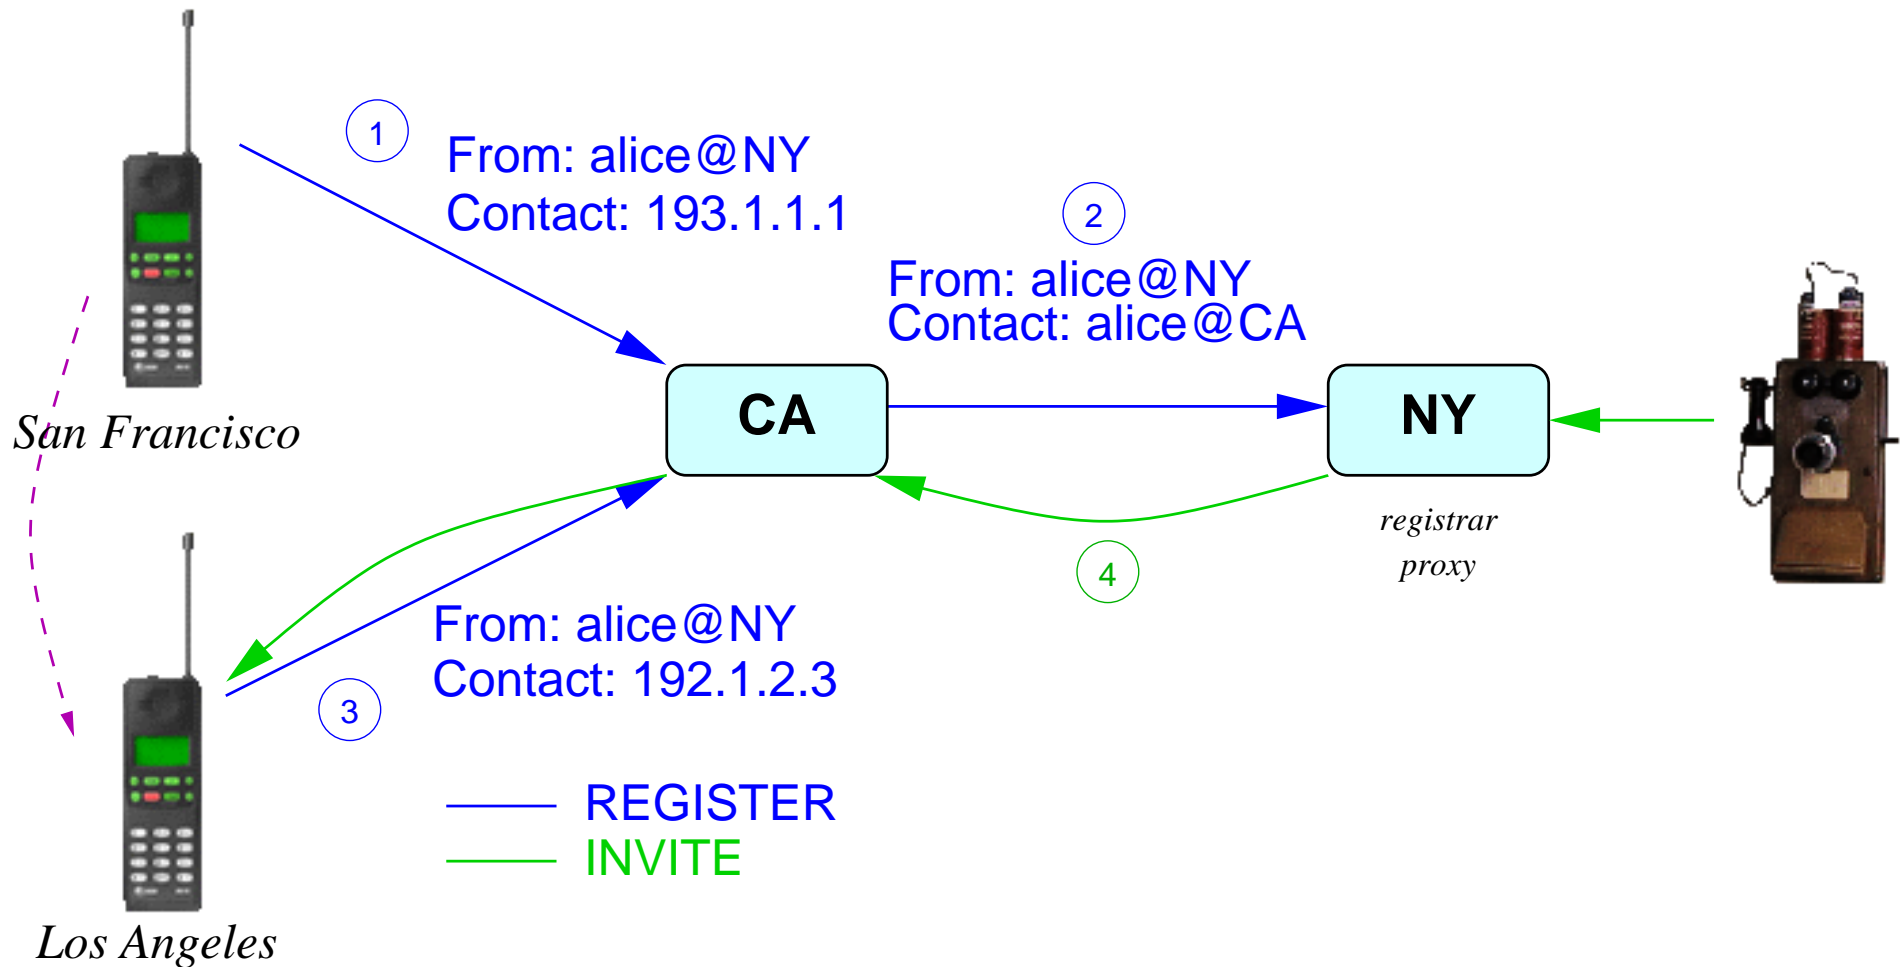 1
From: alice@NY
Contact: 193.1.1.1
2
From: alice@NY
Contact: alice@CA
San Francisco
CA
NY
registrar
proxy
4
From: alice@NY
Contact: 192.1.2.3
3
REGISTER
INVITE
Los Angeles